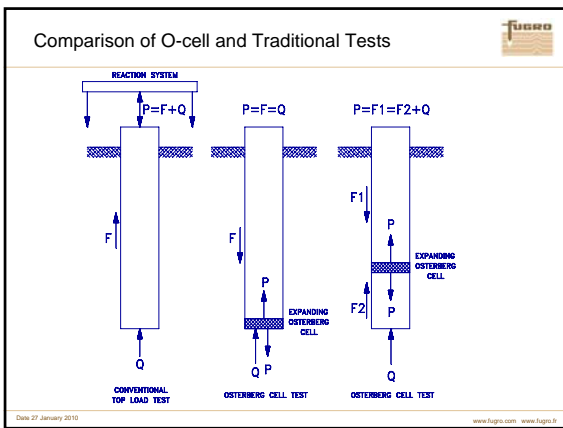 Comparison of O-cell and Traditional Tests
fugro
REACTION SYSTEM
P=F+Q
P=F=Q
P=F1=F2+Q
F
F
F1
P
P
EXPANDING
OSTERBERG
CELL
EXPANDING
OSTERBERG
CELL
F2
P
Q
Q
P
Q
CONVENTIONAL
TOP LOAD TEST
OSTERBERG CELL TEST
OSTERBERG CELL TEST
Date 27 January 2010
www.fugro.com www.fugro.fr